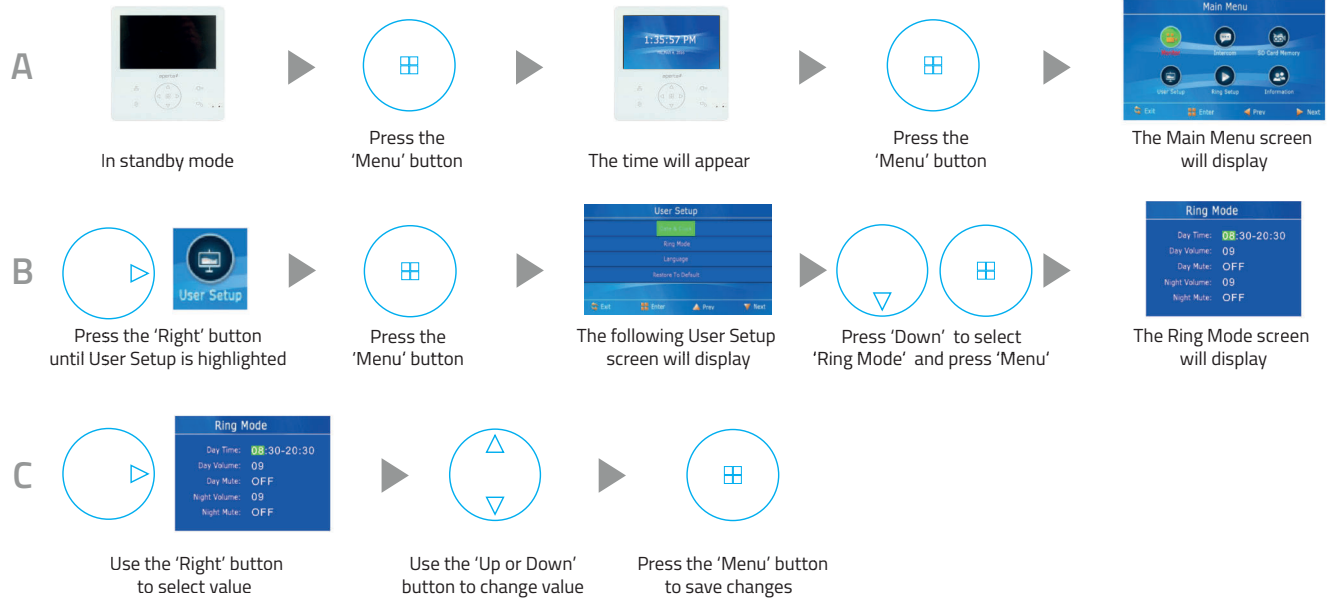 A
1:35:57 PM
Main Menu
Intercom
SD Card Memory
User Setup
Ring Setup
Information
Exit
Enter
Prev
Next
In standby mode
Press the
‘Menu’ button
The time will appear
Press the
‘Menu’ button
The Main Menu screen
will display
B
User Setup
User Setup
Ring Mode
Language
Restore To Default
Exit
Enter
Prev
Next
Ring Mode
Day Time: 08:30-20:30
Day Volume: 09
Day Mute: OFF
Night Volume: 09
Night Mute: OFF
Press the ‘Right’ button
until User Setup is highlighted
Press the
‘Menu’ button
The following User Setup
screen will display
Press ‘Down’ to select
‘Ring Mode‘ and press ‘Menu‘
The Ring Mode screen
will display
C
Ring Mode
Day Time: 08:30-20:30
Day Volume: 09
Day Mute: OFF
Night Volume: 09
Night Mute: OFF
Use the ‘Right’ button
to select value
Use the ‘Up or Down’
button to change value
Press the ‘Menu’ button
to save changes